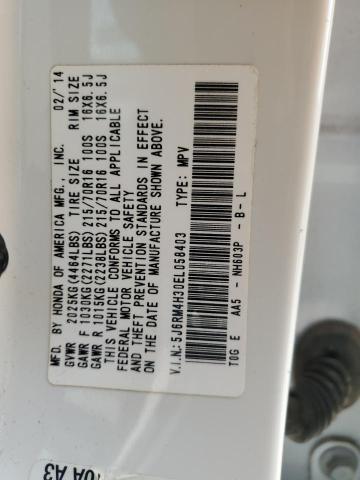 MFD. BY HONDA OF AMERICA MFG., INC. 02/'14
GVWR 2025KG(4464LBS) TIRE SIZE RIM SIZE
GAWR F 1030KG(2271LBS) 215/70R16 100S 16X6.5J
GAWR R 1015KG(2238LBS) 215/70R16 100S 16X6.5J
THIS VEHICLE CONFORMS TO ALL APPLICABLE
FEDERAL MOTOR VEHICLE SAFETY
AND THEFT PREVENTION STANDARDS IN EFFECT
ON THE DATE OF MANUFACTURE SHOWN ABOVE.
V.I.N.: 5J6RM4H30EL058403 TYPE: MPV
T0G E AA5 - NH603P - B - L
0A A3